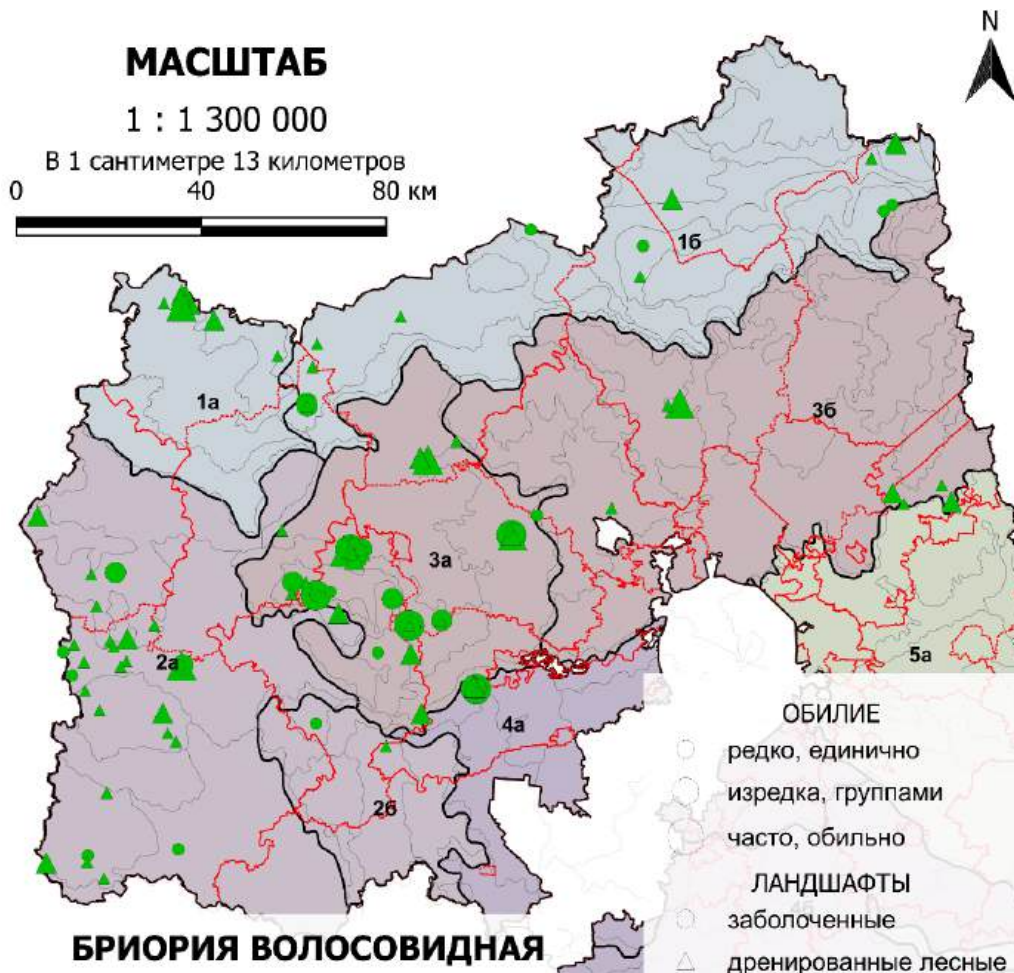 N
МАСШТАБ
1 : 1 300 000
В 1 сантиметре 13 километров
0 40 80 км
1б
1а
3б
3а
5а
2а
4а
2б
ОБИЛИЕ
редко, единично
изредка, группами
часто, обильно
ЛАНДШАФТЫ
заболоченные
дренированные лесные
БРИОРИЯ ВОЛОСОВИДНАЯ